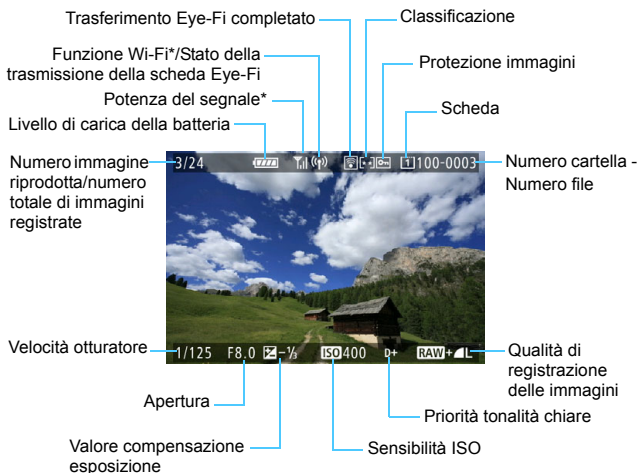 Trasferimento Eye-Fi completato
Classificazione
Funzione Wi-Fi*/Stato della
trasmissione della scheda Eye-Fi
Protezione immagini
Potenza del segnale*
Scheda
Livello di carica della batteria
Numero immagine
riprodotta/numero
totale di immagini
registrate
3/24
1 100-0003
Numero cartella -
Numero file
Velocità otturatore
1/125 F8.0 -⅓ ISO 400 D+ RAW+L
Qualità di
registrazione
delle immagini
Apertura
Priorità tonalità chiare
Valore compensazione
esposizione
Sensibilità ISO